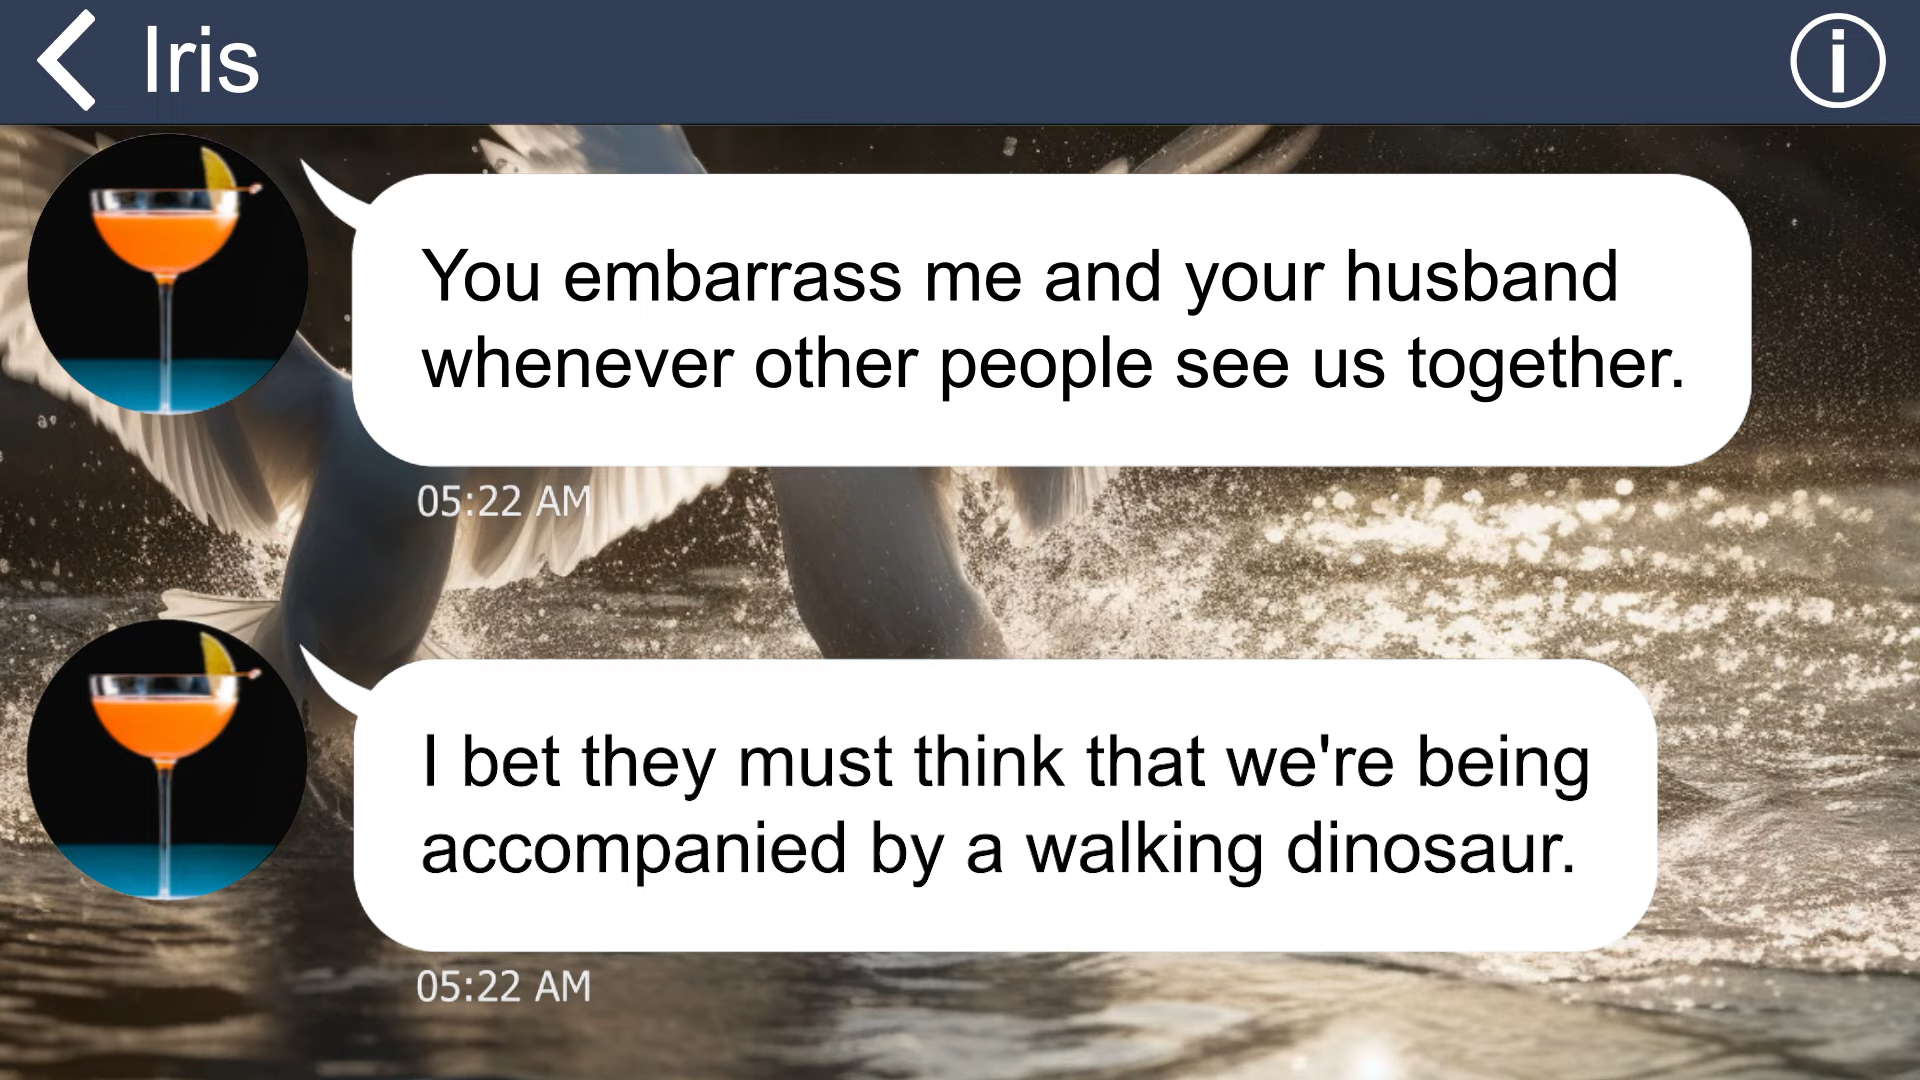 Iris
You embarrass me and your husband
whenever other people see us together.
05:22 AM
I bet they must think that we're being
accompanied by a walking dinosaur.
05:22 AM